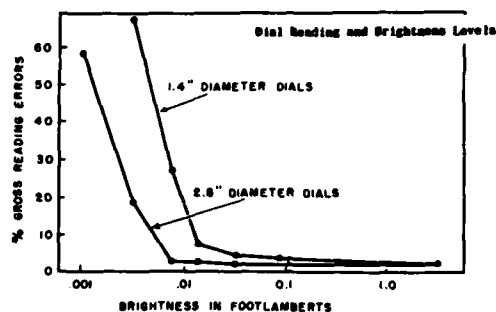 Dial Reading and Brightness Levels
60
50
40
30
20
10
0
% GROSS READING ERRORS
1.4" DIAMETER DIALS
2.8" DIAMETER DIALS
.001
.01
0.1
1.0
BRIGHTNESS IN FOOTLAMBERTS